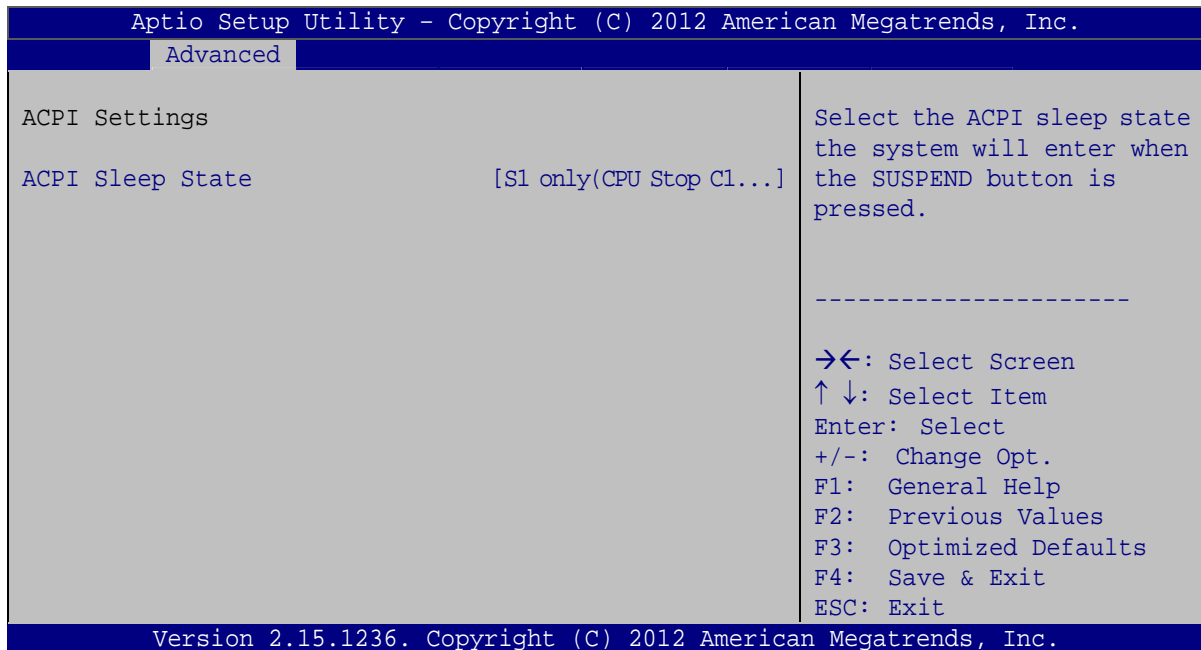 Aptio Setup Utility – Copyright (C) 2012 American Megatrends, Inc.
Advanced
ACPI Settings
ACPI Sleep State [S1 only(CPU Stop C1...]
Select the ACPI sleep state
the system will enter when
the SUSPEND button is
pressed.
----------------------
→←: Select Screen
↑ ↓: Select Item
Enter: Select
+/-: Change Opt.
F1: General Help
F2: Previous Values
F3: Optimized Defaults
F4: Save & Exit
ESC: Exit
Version 2.15.1236. Copyright (C) 2012 American Megatrends, Inc.